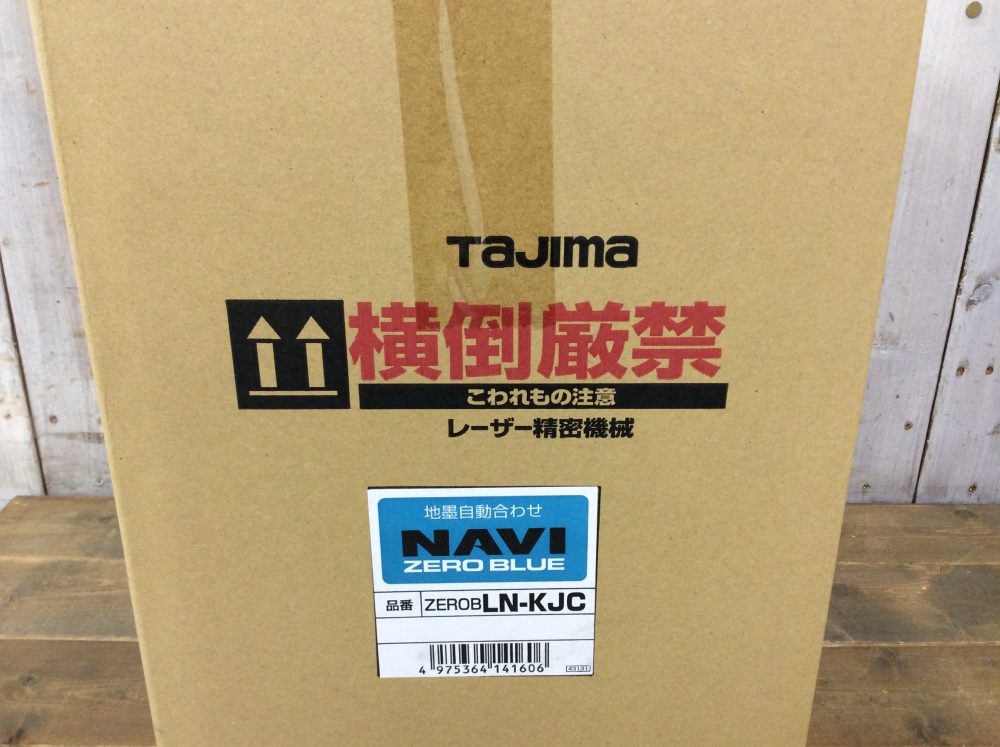 Tajima
横倒厳禁
こわれもの注意
レーザー精密機械
地墨自動合わせ
NAVI
ZERO BLUE
品番 ZEROBLN-KJC
4 975364 141606